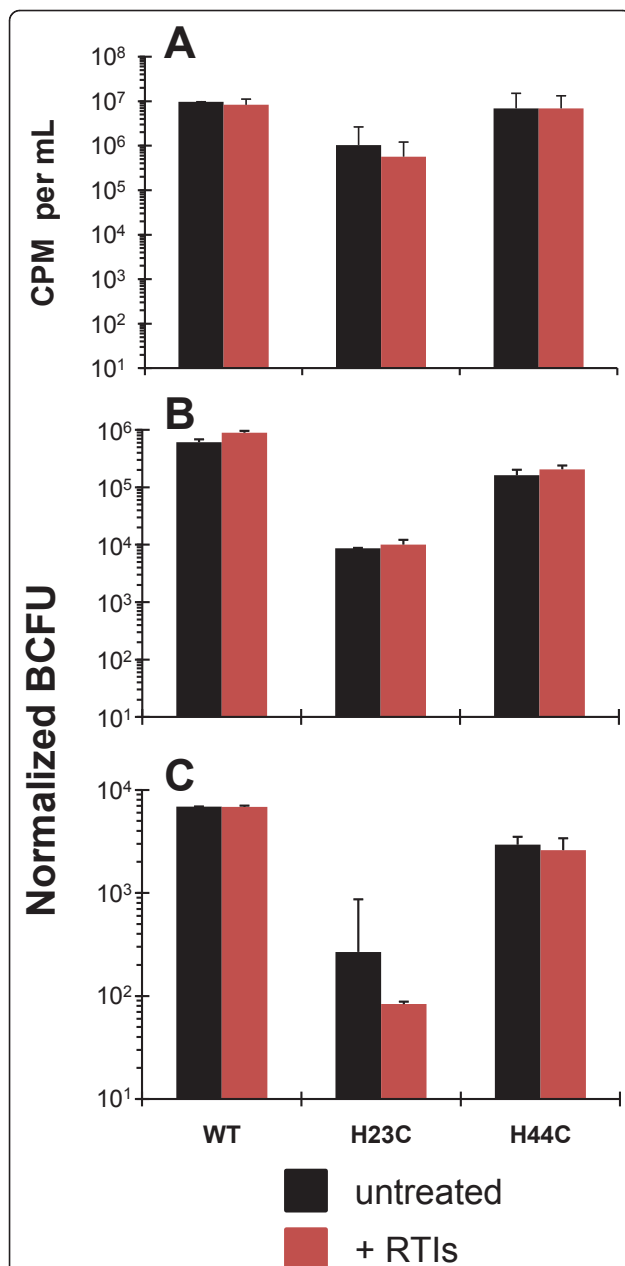 A
CPM per mL
10⁸
10⁷
10⁶
10⁵
10⁴
10³
10²
10¹
B
Normalized BCFU
10⁶
10⁵
10⁴
10³
10²
10¹
C
10⁴
10³
10²
10¹
WT H23C H44C
untreated
+ RTIs